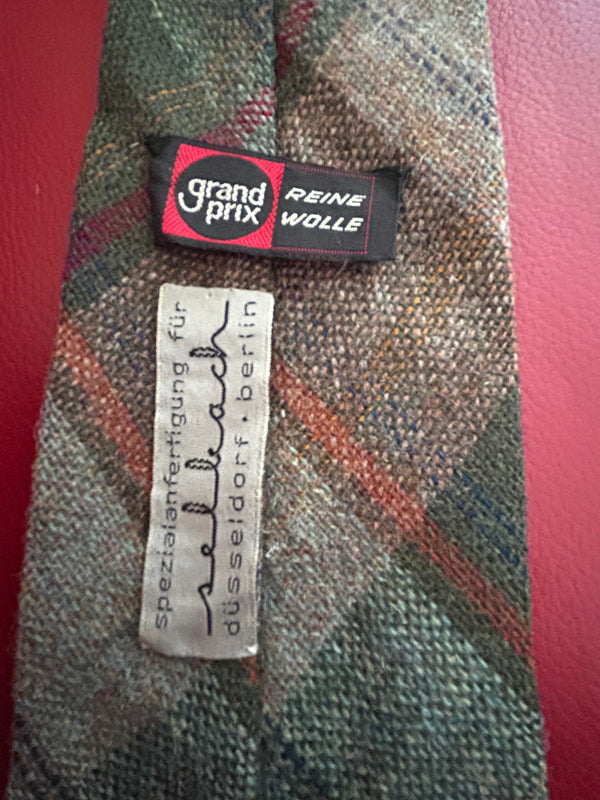 grand
prix
REINE
WOLLE
spezialanfertigung für
selbach
düsseldorf · berlin